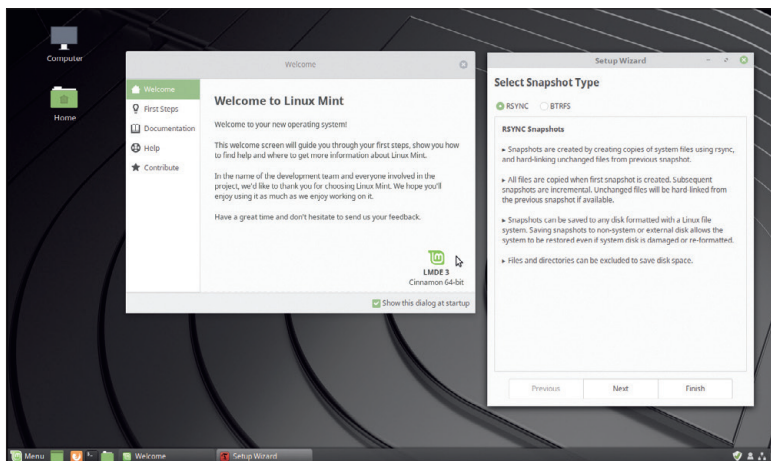 Computer
Home
Welcome
Welcome
First Steps
Documentation
Help
Contribute
Welcome to Linux Mint
Welcome to your new operating system!
This welcome screen will guide you through your first steps, show you how
to find help and where to get more information about Linux Mint.
In the name of the development team and everyone involved in the
project, we'd like to thank you for choosing Linux Mint. We hope you'll
enjoy using it as much as we enjoy working on it.
Have a great time and don't hesitate to send us your feedback.
LMDE 3
Cinnamon 64-bit
Show this dialog at startup
Setup Wizard
Select Snapshot Type
RSYNC BTRFS
RSYNC Snapshots
▸ Snapshots are created by creating copies of system files using rsync,
and hard-linking unchanged files from previous snapshot.
▸ All files are copied when first snapshot is created. Subsequent
snapshots are incremental. Unchanged files will be hard-linked from
the previous snapshot if available.
▸ Snapshots can be saved to any disk formatted with a Linux file
system. Saving snapshots to non-system or external disk allows the
system to be restored even if system disk is damaged or re-formatted.
▸ Files and directories can be excluded to save disk space.
Previous Next Finish
Menu Welcome Setup Wizard